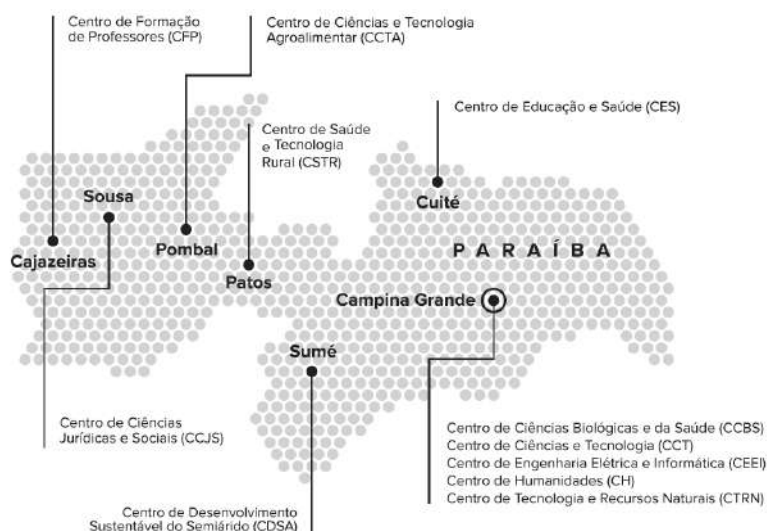 Centro de Formação
de Professores (CFP)
Centro de Ciências e Tecnologia
Agroalimentar (CCTA)
Centro de Saúde
e Tecnologia
Rural (CSTR)
Centro de Educação e Saúde (CES)
Sousa
Cuité
Cajazeiras
Pombal
PARAÍBA
Patos
Campina Grande
Sumé
Centro de Ciências
Jurídicas e Sociais (CCJS)
Centro de Ciências Biológicas e da Saúde (CCBS)
Centro de Ciências e Tecnologia (CCT)
Centro de Engenharia Elétrica e Informática (CEEI)
Centro de Humanidades (CH)
Centro de Tecnologia e Recursos Naturais (CTRN)
Centro de Desenvolvimento
Sustentável do Semiárido (CDSA)